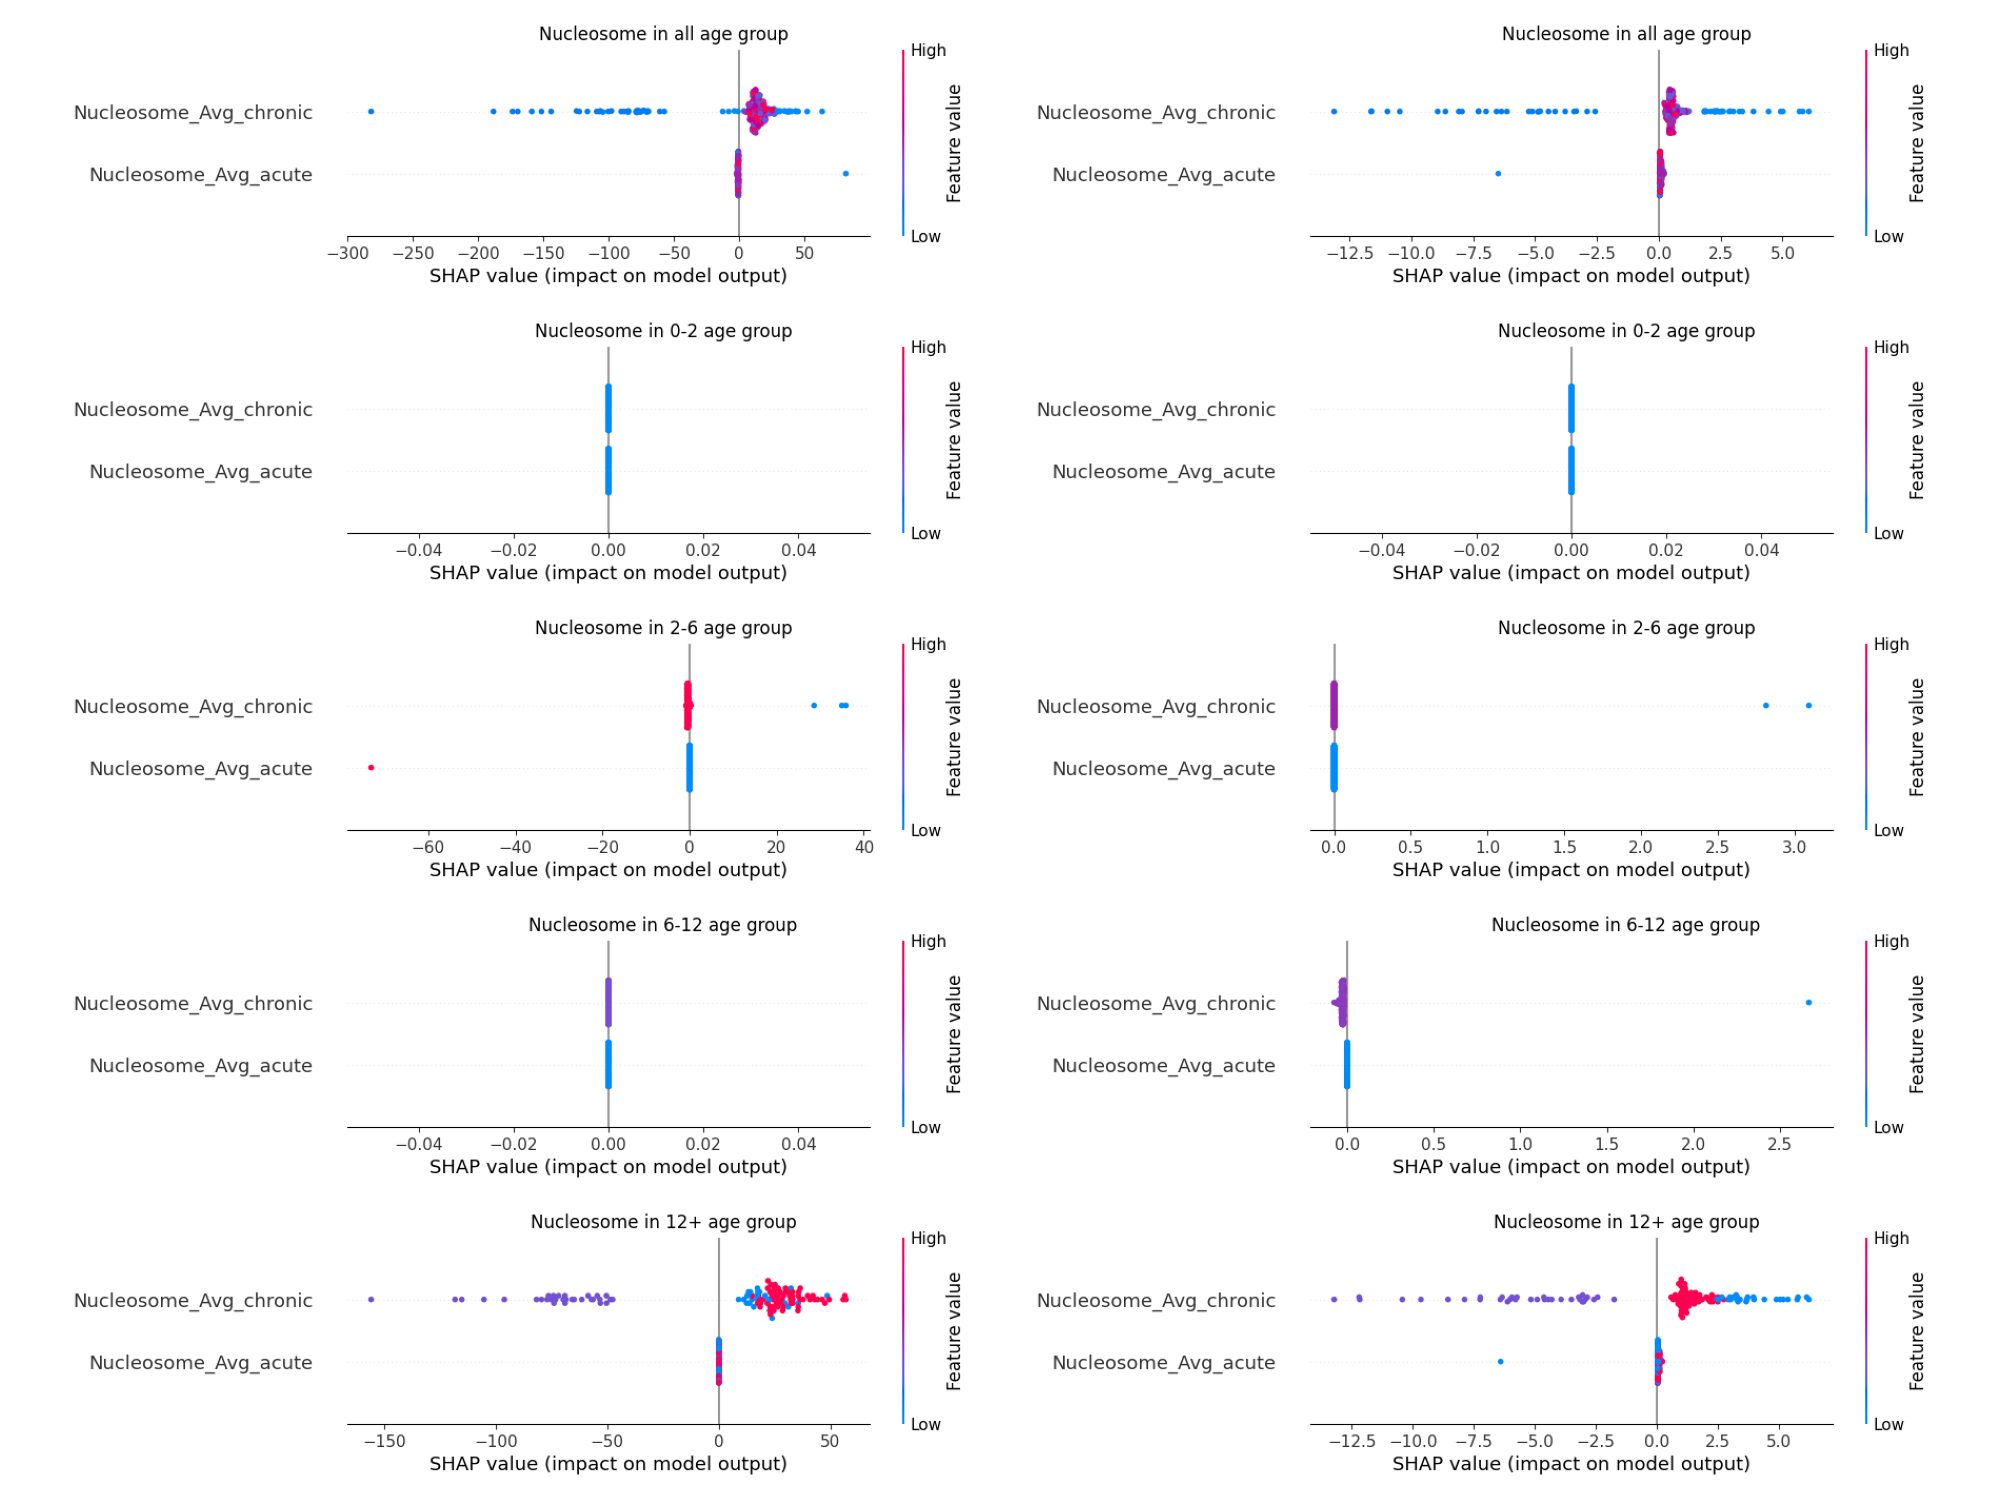 Nucleosome in all age group
High
Nucleosome_Avg_chronic
Nucleosome_Avg_acute
Feature value
Low
−300 −250 −200 −150 −100 −50 0 50
SHAP value (impact on model output)
Nucleosome in all age group
High
Nucleosome_Avg_chronic
Nucleosome_Avg_acute
Feature value
Low
−12.5 −10.0 −7.5 −5.0 −2.5 0.0 2.5 5.0
SHAP value (impact on model output)
Nucleosome in 0-2 age group
High
Nucleosome_Avg_chronic
Nucleosome_Avg_acute
Feature value
Low
−0.04 −0.02 0.00 0.02 0.04
SHAP value (impact on model output)
Nucleosome in 0-2 age group
High
Nucleosome_Avg_chronic
Nucleosome_Avg_acute
Feature value
Low
−0.04 −0.02 0.00 0.02 0.04
SHAP value (impact on model output)
Nucleosome in 2-6 age group
High
Nucleosome_Avg_chronic
Nucleosome_Avg_acute
Feature value
Low
−60 −40 −20 0 20 40
SHAP value (impact on model output)
Nucleosome in 2-6 age group
High
Nucleosome_Avg_chronic
Nucleosome_Avg_acute
Feature value
Low
0.0 0.5 1.0 1.5 2.0 2.5 3.0
SHAP value (impact on model output)
Nucleosome in 6-12 age group
High
Nucleosome_Avg_chronic
Nucleosome_Avg_acute
Feature value
Low
−0.04 −0.02 0.00 0.02 0.04
SHAP value (impact on model output)
Nucleosome in 6-12 age group
High
Nucleosome_Avg_chronic
Nucleosome_Avg_acute
Feature value
Low
0.0 0.5 1.0 1.5 2.0 2.5
SHAP value (impact on model output)
Nucleosome in 12+ age group
High
Nucleosome_Avg_chronic
Nucleosome_Avg_acute
Feature value
Low
−150 −100 −50 0 50
SHAP value (impact on model output)
Nucleosome in 12+ age group
High
Nucleosome_Avg_chronic
Nucleosome_Avg_acute
Feature value
Low
−12.5 −10.0 −7.5 −5.0 −2.5 0.0 2.5 5.0
SHAP value (impact on model output)